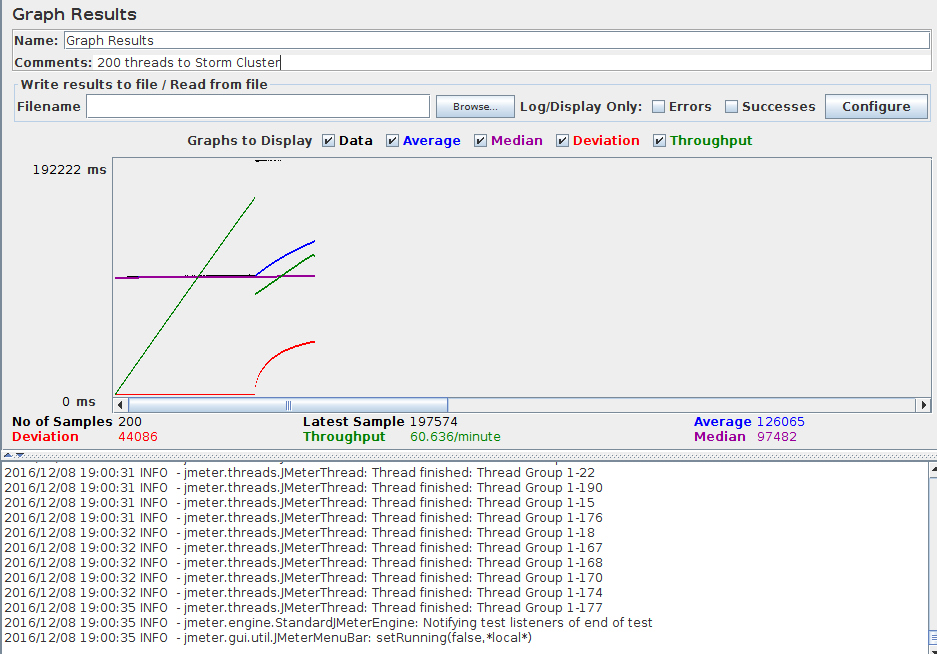 Graph Results
Name: Graph Results
Comments: 200 threads to Storm Cluster
Write results to file / Read from file
Filename Browse... Log/Display Only: Errors Successes Configure
Graphs to Display Data Average Median Deviation Throughput
192222 ms
0 ms
No of Samples 200 Latest Sample 197574 Average 126065
Deviation 44086 Throughput 60.636/minute Median 97482
2016/12/08 19:00:31 INFO - jmeter.threads.JMeterThread: Thread finished: Thread Group 1-22
2016/12/08 19:00:31 INFO - jmeter.threads.JMeterThread: Thread finished: Thread Group 1-190
2016/12/08 19:00:31 INFO - jmeter.threads.JMeterThread: Thread finished: Thread Group 1-15
2016/12/08 19:00:31 INFO - jmeter.threads.JMeterThread: Thread finished: Thread Group 1-176
2016/12/08 19:00:32 INFO - jmeter.threads.JMeterThread: Thread finished: Thread Group 1-18
2016/12/08 19:00:32 INFO - jmeter.threads.JMeterThread: Thread finished: Thread Group 1-167
2016/12/08 19:00:32 INFO - jmeter.threads.JMeterThread: Thread finished: Thread Group 1-168
2016/12/08 19:00:32 INFO - jmeter.threads.JMeterThread: Thread finished: Thread Group 1-170
2016/12/08 19:00:32 INFO - jmeter.threads.JMeterThread: Thread finished: Thread Group 1-174
2016/12/08 19:00:35 INFO - jmeter.threads.JMeterThread: Thread finished: Thread Group 1-177
2016/12/08 19:00:35 INFO - jmeter.engine.StandardJMeterEngine: Notifying test listeners of end of test
2016/12/08 19:00:35 INFO - jmeter.gui.util.JMeterMenuBar: setRunning(false,*local*)